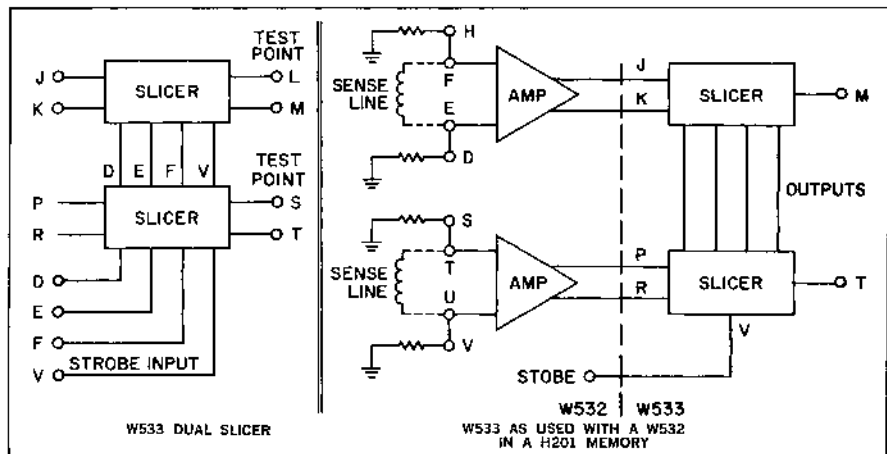 TEST
POINT
J
SLICER
L
K
M
D E F V
TEST
POINT
P
SLICER
S
R
T
D
E
F
STROBE INPUT
V
W533 DUAL SLICER
H
SENSE
LINE
F
E
AMP
J
K
SLICER
M
D
OUTPUTS
S
SENSE
LINE
T
U
AMP
P
R
SLICER
T
V
V
STOBE
W532
W533
W533 AS USED WITH A W532
IN A H201 MEMORY